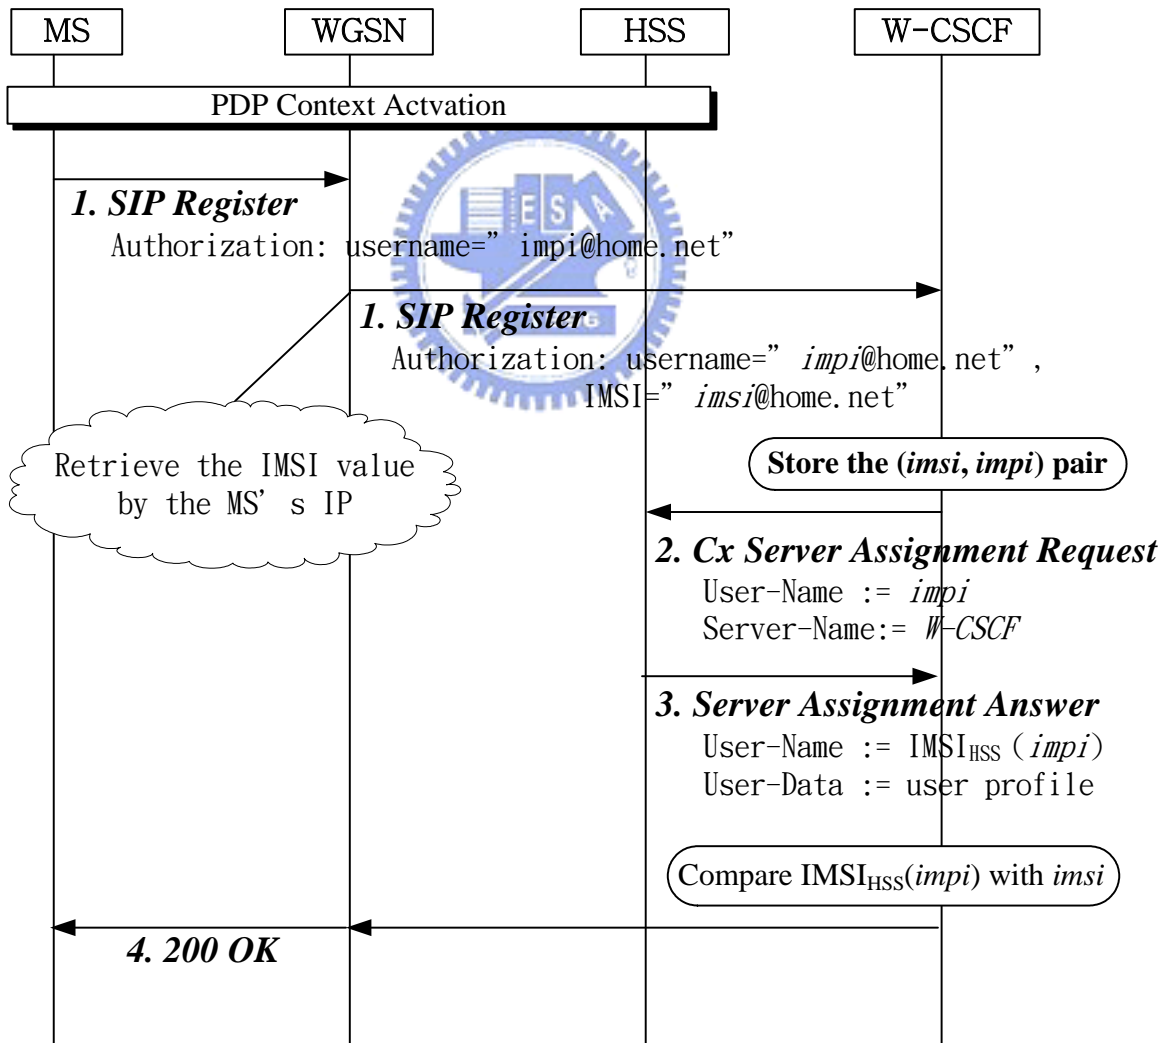 MS WGSN HSS W-CSCF
PDP Context Actvation
1. SIP Register
Authorization: username=” impi@home.net”
1. SIP Register
Authorization: username=” impi@home.net” ,
IMSI=” imsi@home.net”
Retrieve the IMSI value
by the MS’ s IP
Store the (imsi, impi) pair
2. Cx Server Assignment Request
User-Name := impi
Server-Name:= W-CSCF
3. Server Assignment Answer
User-Name := IMSIHSS (impi)
User-Data := user profile
Compare IMSIHSS(impi) with imsi
4. 200 OK
E S A